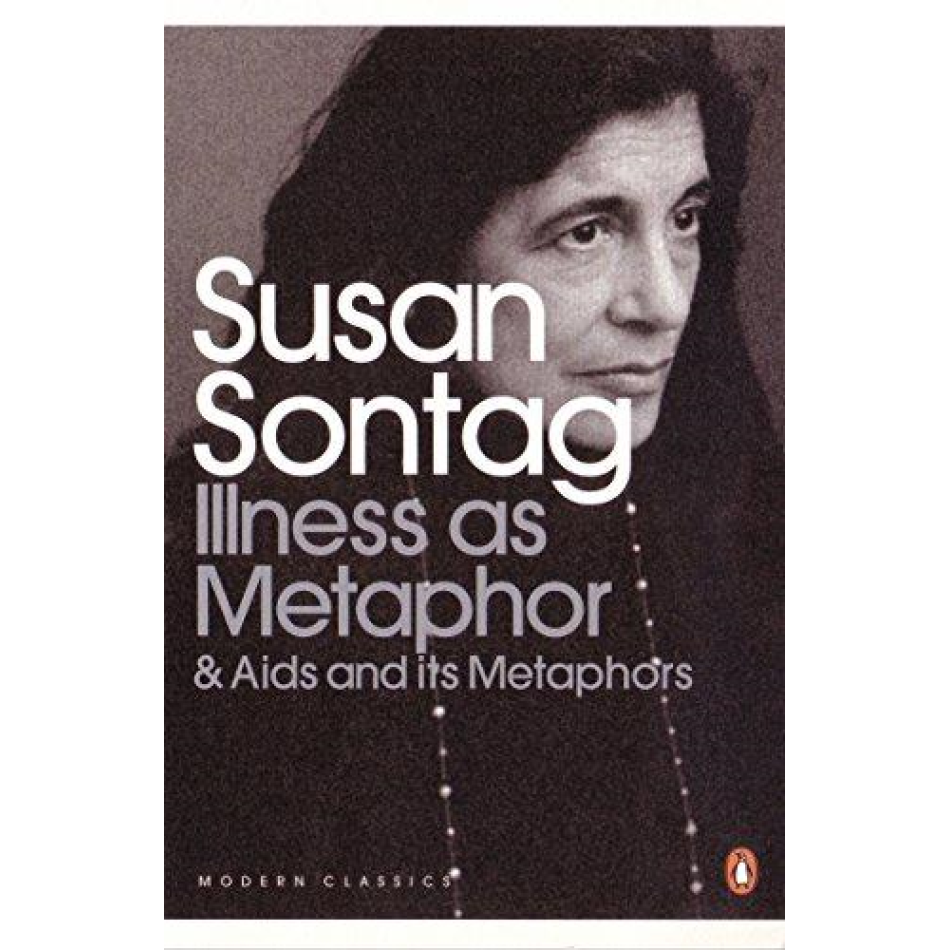 Susan
Sontag
Illness as
Metaphor
& Aids and its Metaphors
MODERN CLASSICS